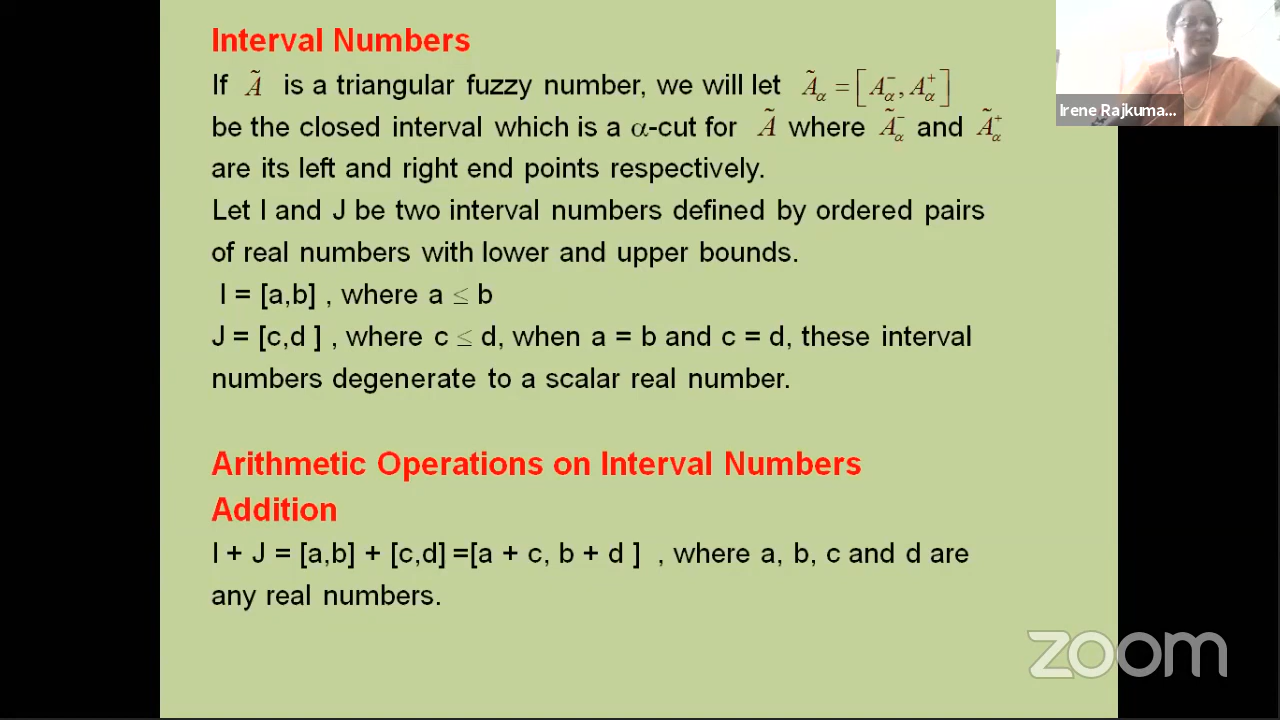 Interval Numbers
If Ã is a triangular fuzzy number, we will let Ã_α = [A_α^-, A_α^+]
be the closed interval which is a α-cut for Ã where Ã_α^- and Ã_α^+
are its left and right end points respectively.
Let I and J be two interval numbers defined by ordered pairs
of real numbers with lower and upper bounds.
I = [a,b] , where a ≤ b
J = [c,d ] , where c ≤ d, when a = b and c = d, these interval
numbers degenerate to a scalar real number.
Arithmetic Operations on Interval Numbers
Addition
I + J = [a,b] + [c,d] =[a + c, b + d ] , where a, b, c and d are
any real numbers.
Irene Rajkuma...
zoom